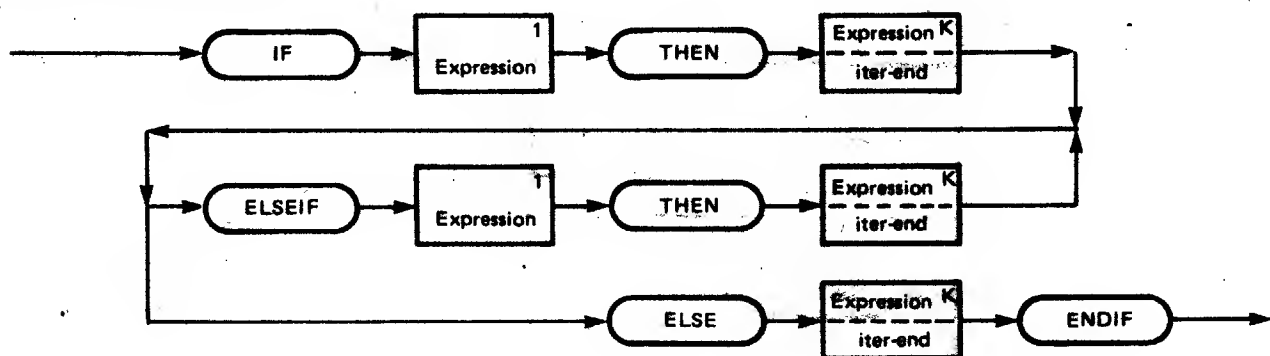 IF
1
Expression
THEN
Expression K
iter-end
ELSEIF
1
Expression
THEN
Expression K
iter-end
ELSE
Expression K
iter-end
ENDIF